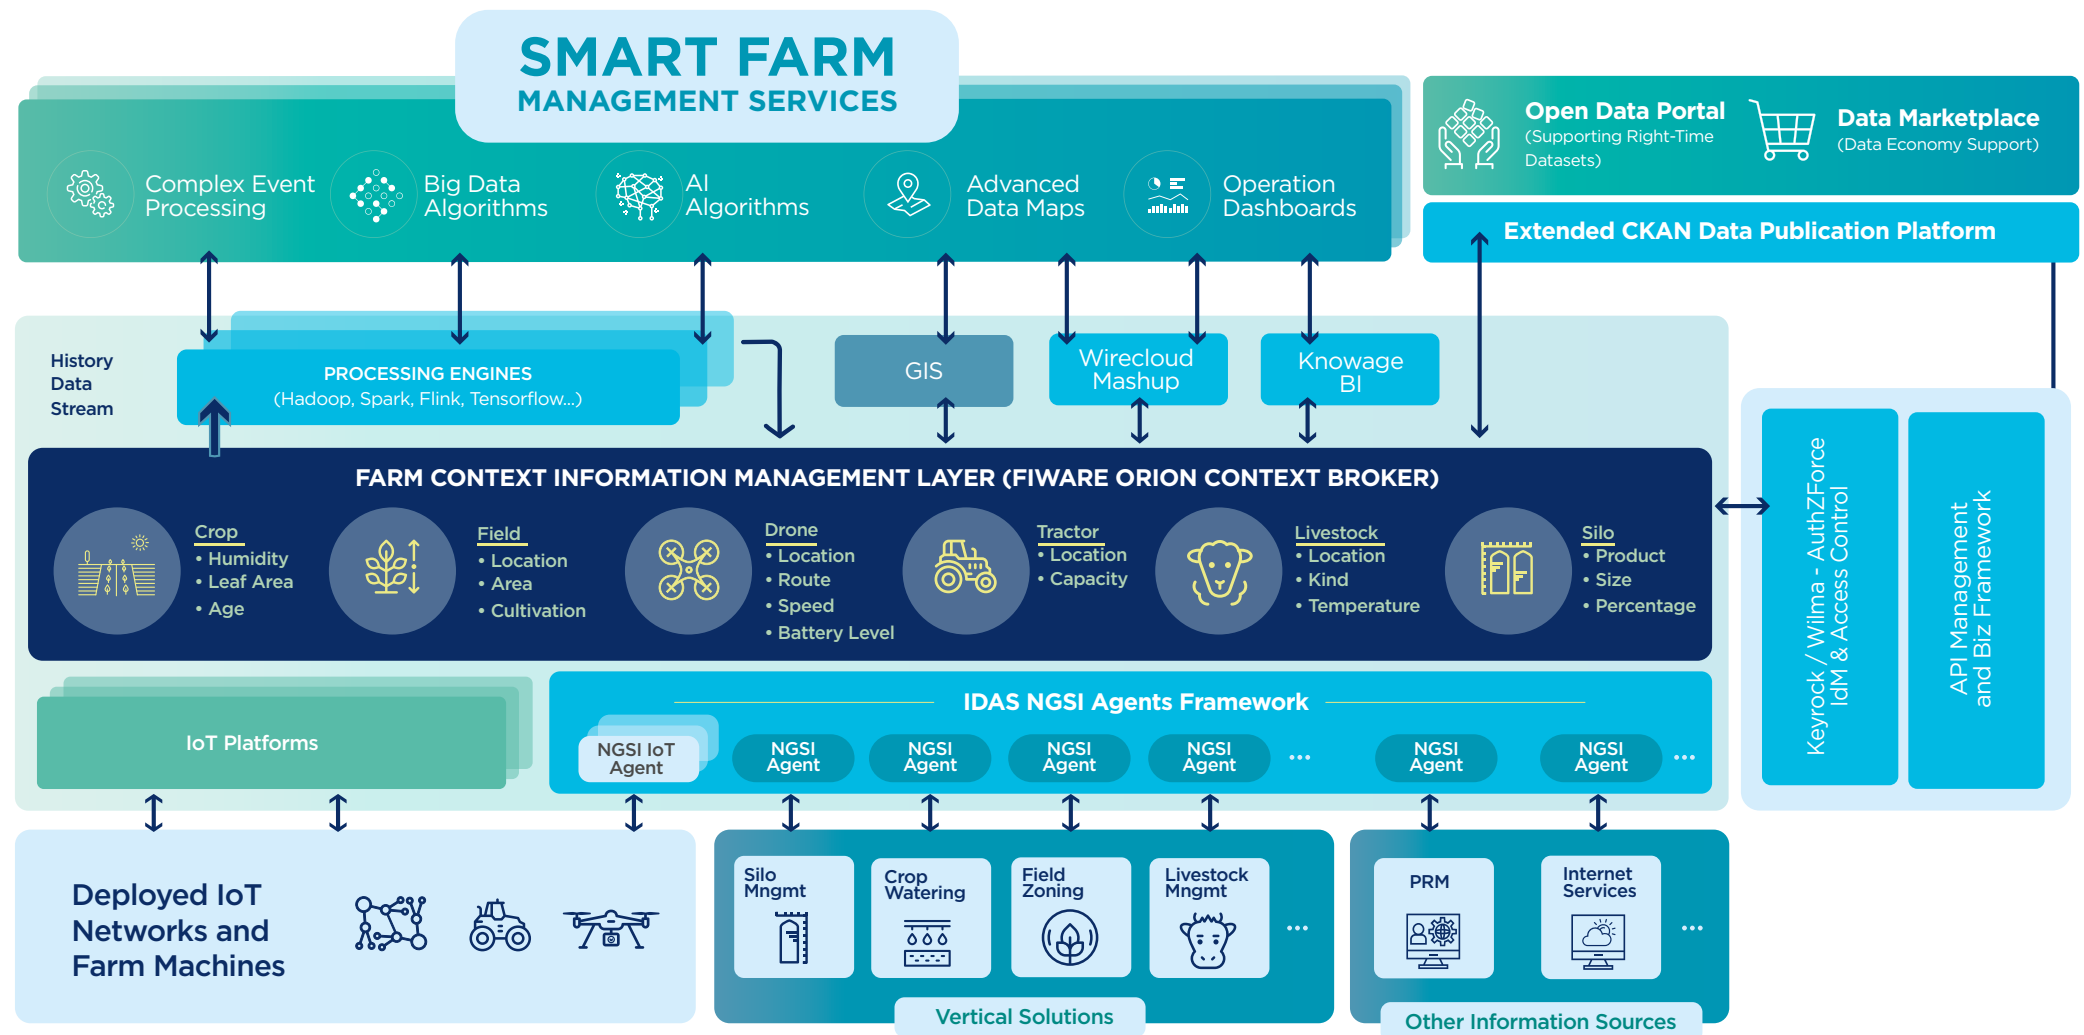 SMART FARM
MANAGEMENT SERVICES
Complex Event
Processing
Big Data
Algorithms
AI
Algorithms
Advanced
Data Maps
Operation
Dashboards
Open Data Portal
(Supporting Right-Time
Datasets)
Data Marketplace
(Data Economy Support)
Extended CKAN Data Publication Platform
History
Data
Stream
PROCESSING ENGINES
(Hadoop, Spark, Flink, Tensorflow...)
GIS
Wirecloud
Mashup
Knowage
BI
FARM CONTEXT INFORMATION MANAGEMENT LAYER (FIWARE ORION CONTEXT BROKER)
Crop
• Humidity
• Leaf Area
• Age
Field
• Location
• Area
• Cultivation
Drone
• Location
• Route
• Speed
• Battery Level
Tractor
• Location
• Capacity
Livestock
• Location
• Kind
• Temperature
Silo
• Product
• Size
• Percentage
Keyrock / Wilma - AuthZForce
IdM & Access Control
API Management
and Biz Framework
IoT Platforms
IDAS NGSI Agents Framework
NGSI IoT
Agent
NGSI
Agent
NGSI
Agent
NGSI
Agent
NGSI
Agent
...
NGSI
Agent
NGSI
Agent
...
Deployed IoT
Networks and
Farm Machines
Silo
Mngmt
Crop
Watering
Field
Zoning
Livestock
Mngmt
...
Vertical Solutions
PRM
Internet
Services
...
Other Information Sources